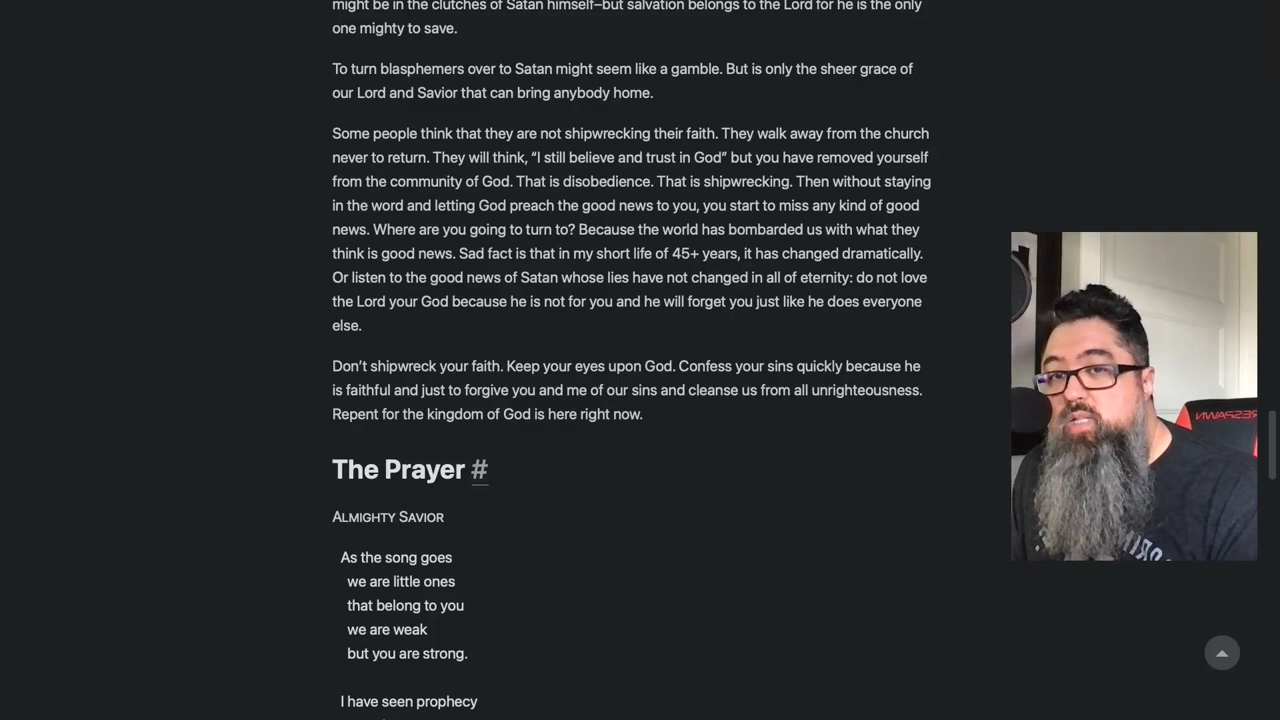 might be in the clutches of Satan himself–but salvation belongs to the Lord for he is the only
one mighty to save.
To turn blasphemers over to Satan might seem like a gamble. But is only the sheer grace of
our Lord and Savior that can bring anybody home.
Some people think that they are not shipwrecking their faith. They walk away from the church
never to return. They will think, “I still believe and trust in God” but you have removed yourself
from the community of God. That is disobedience. That is shipwrecking. Then without staying
in the word and letting God preach the good news to you, you start to miss any kind of good
news. Where are you going to turn to? Because the world has bombarded us with what they
think is good news. Sad fact is that in my short life of 45+ years, it has changed dramatically.
Or listen to the good news of Satan whose lies have not changed in all of eternity: do not love
the Lord your God because he is not for you and he will forget you just like he does everyone
else.
Don’t shipwreck your faith. Keep your eyes upon God. Confess your sins quickly because he
is faithful and just to forgive you and me of our sins and cleanse us from all unrighteousness.
Repent for the kingdom of God is here right now.
The Prayer #
ALMIGHTY SAVIOR
As the song goes
we are little ones
that belong to you
we are weak
but you are strong.
I have seen prophecy
RESPAWN